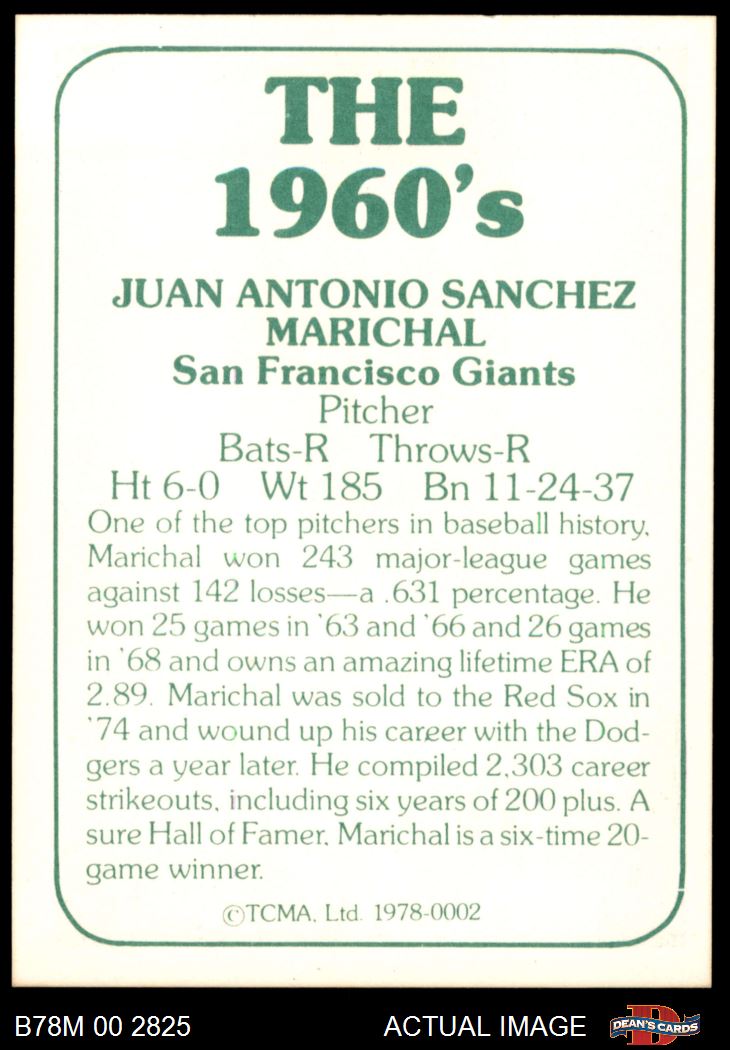 THE
1960's
JUAN ANTONIO SANCHEZ
MARICHAL
San Francisco Giants
Pitcher
Bats-R Throws-R
Ht 6-0 Wt 185 Bn 11-24-37
One of the top pitchers in baseball history,
Marichal won 243 major-league games
against 142 losses—a .631 percentage. He
won 25 games in '63 and '66 and 26 games
in '68 and owns an amazing lifetime ERA of
2.89. Marichal was sold to the Red Sox in
'74 and wound up his career with the Dod-
gers a year later. He compiled 2,303 career
strikeouts, including six years of 200 plus. A
sure Hall of Famer, Marichal is a six-time 20-
game winner.
©TCMA, Ltd. 1978-0002
B78M 00 2825 ACTUAL IMAGE D DEAN'S CARDS